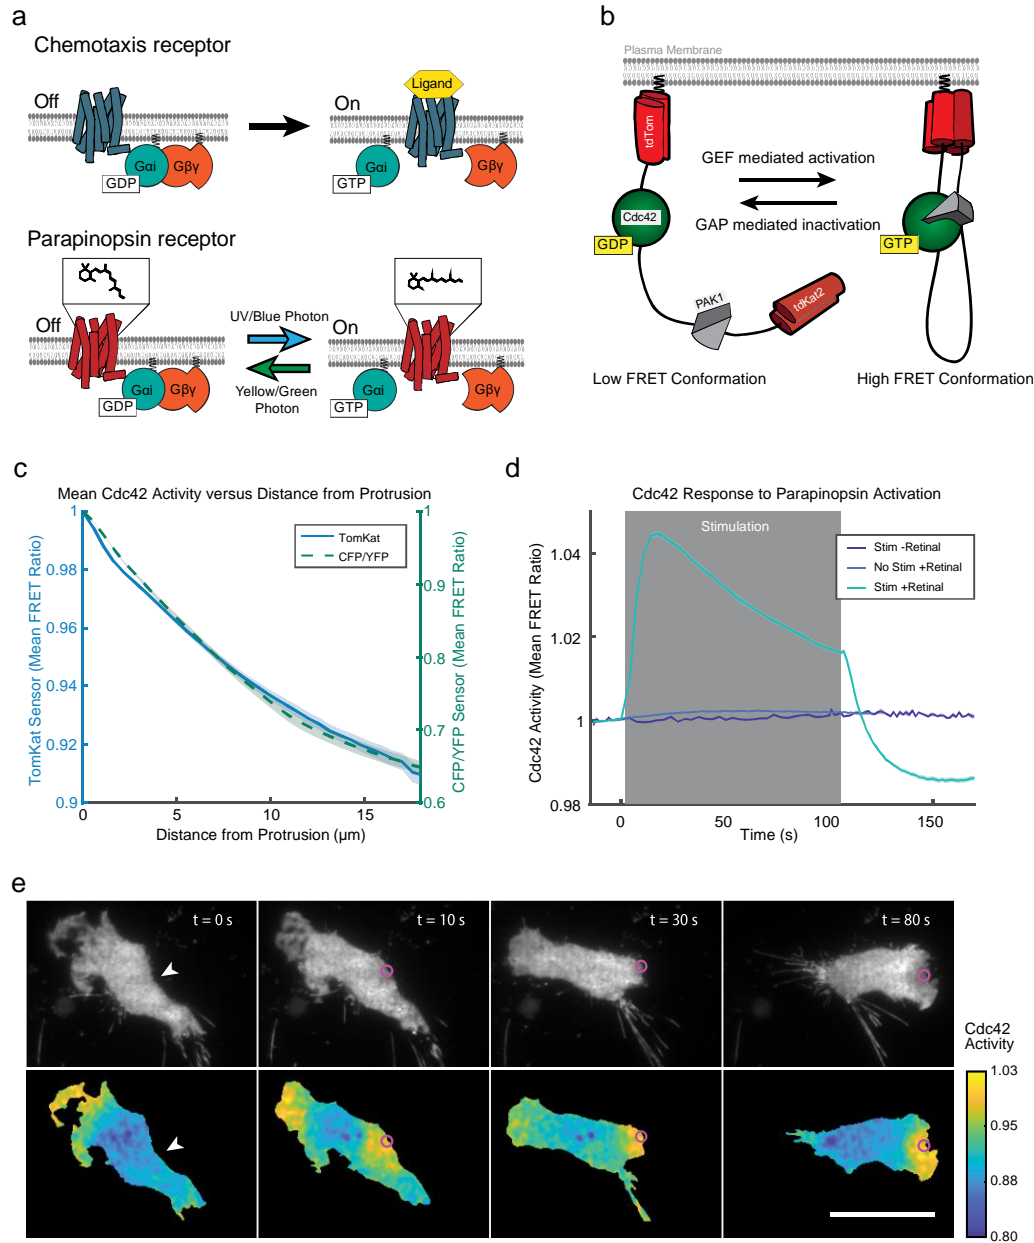 a
Chemotaxis receptor
Off
On
Ligand
Gαi
Gβγ
GDP
Gαi
Gβγ
GTP
Parapinopsin receptor
Off
UV/Blue Photon
On
Yellow/Green
Photon
Gαi
Gβγ
GDP
Gαi
Gβγ
GTP
b
Plasma Membrane
tdTom
GEF mediated activation
Cdc42
GAP mediated inactivation
GDP
GTP
PAK1
tdKat2
Low FRET Conformation
High FRET Conformation
c
Mean Cdc42 Activity versus Distance from Protrusion
TomKat
CFP/YFP
1
0.98
0.96
0.94
0.92
0.9
TomKat Sensor (Mean FRET Ratio)
1
0.9
0.8
0.7
0.6
CFP/YFP Sensor (Mean FRET Ratio)
0
5
10
15
Distance from Protrusion (µm)
d
Cdc42 Response to Parapinopsin Activation
Stimulation
Stim -Retinal
No Stim +Retinal
Stim +Retinal
1.04
1.02
1
0.98
Cdc42 Activity (Mean FRET Ratio)
0
50
100
150
Time (s)
e
t = 0 s
t = 10 s
t = 30 s
t = 80 s
Cdc42
Activity
1.03
0.95
0.88
0.80